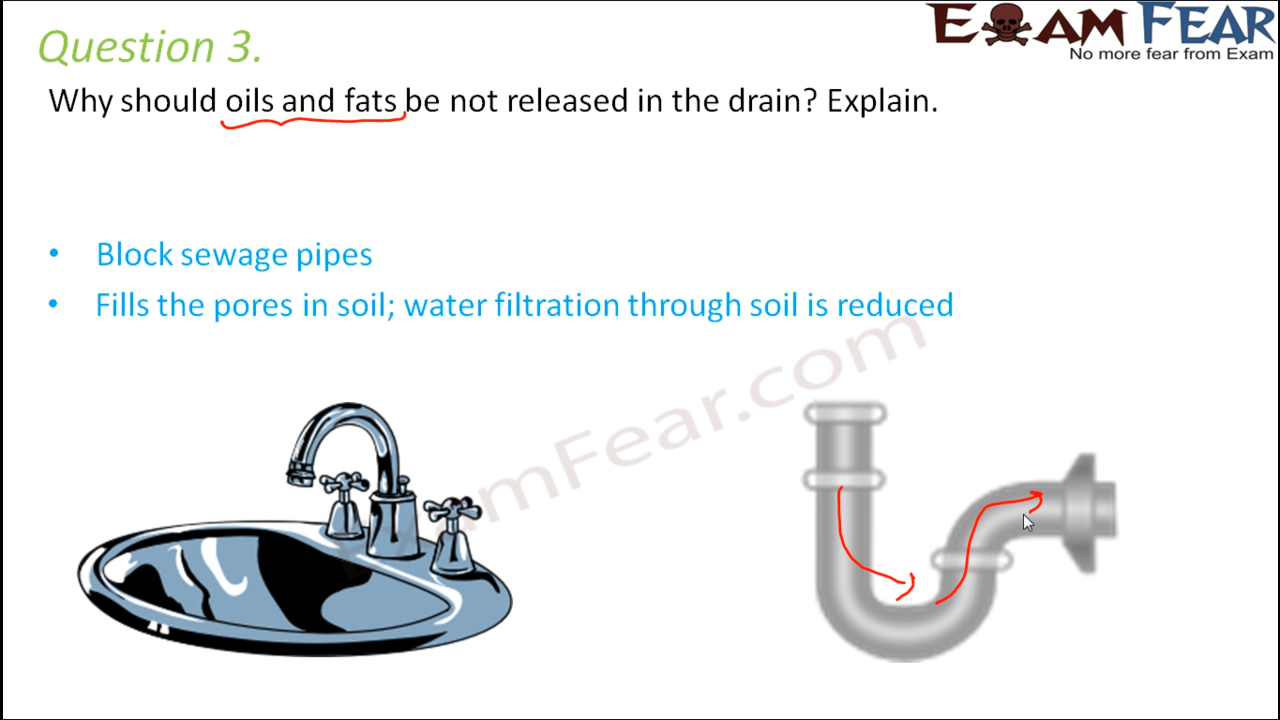 Question 3.
EXAM FEAR
No more fear from Exam
Why should oils and fats be not released in the drain? Explain.
• Block sewage pipes
• Fills the pores in soil; water filtration through soil is reduced
amFear.com